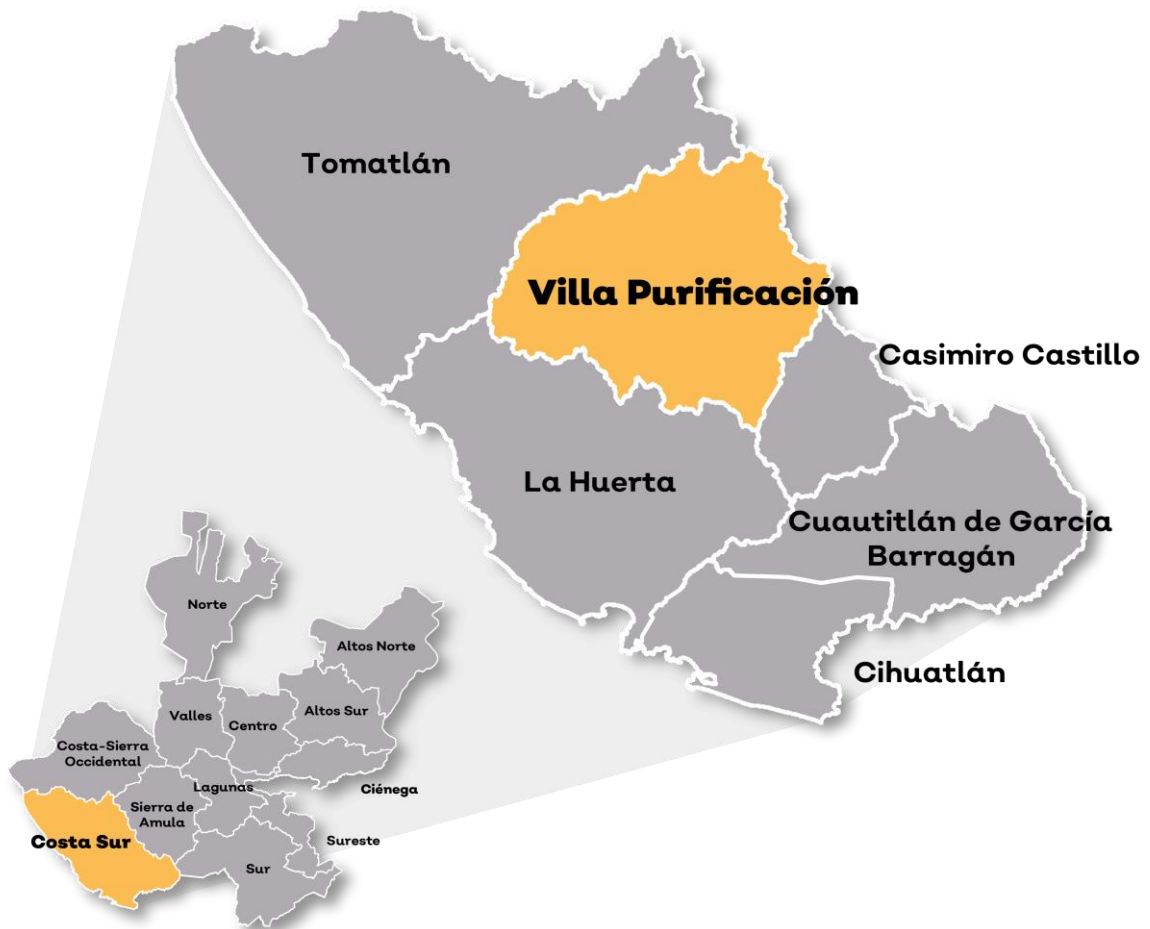 Tomatlán
Villa Purificación
Casimiro Castillo
La Huerta
Cuautitlán de García
Barragán
Cihuatlán
Norte
Altos Norte
Valles
Centro
Altos Sur
Costa-Sierra
Occidental
Lagunas
Ciénega
Sierra de
Amula
Costa Sur
Sureste
Sur